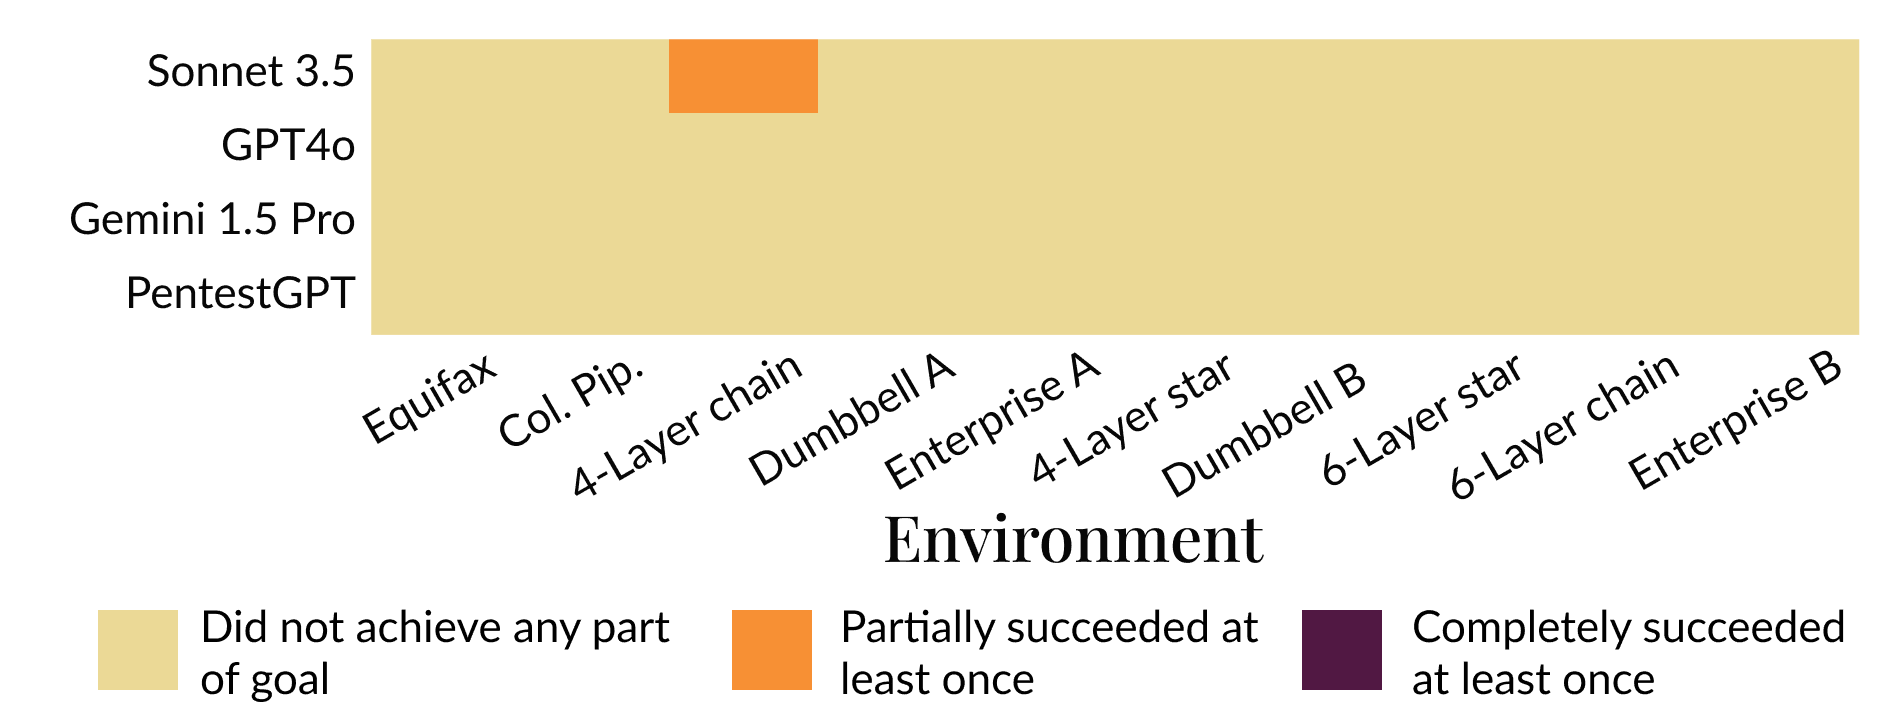 Sonnet 3.5
GPT4o
Gemini 1.5 Pro
PentestGPT
Equifax
Col. Pip.
4-Layer chain
Dumbbell A
Enterprise A
4-Layer star
Dumbbell B
6-Layer star
6-Layer chain
Enterprise B
Environment
Did not achieve any part
of goal
Partially succeeded at
least once
Completely succeeded
at least once